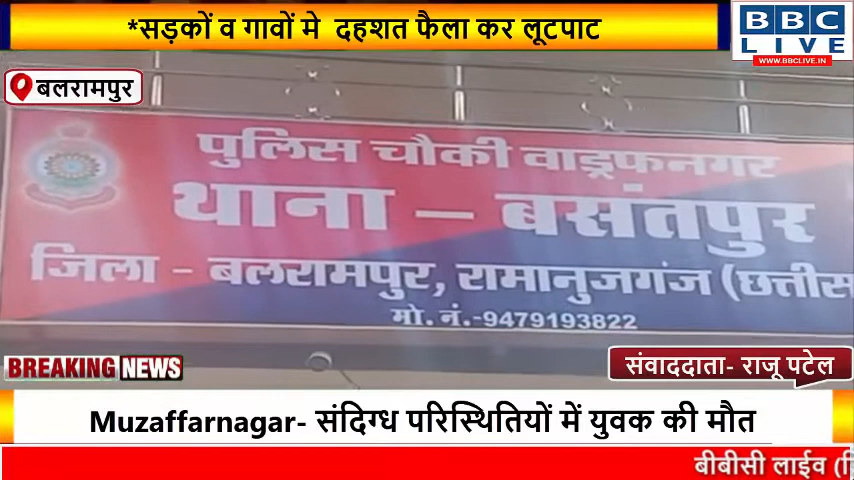 *सड़कों व गावों मे दहशत फैला कर लूटपाट
BBC
LIVE
WWW.BBCLIVE.IN
बलरामपुर
पुलिस चौकी वाड्रफनगर
थाना - बसंतपुर
जिला - बलरामपुर, रामानुजगंज (छत्तीस
मो. नं.-9479193822
BREAKING NEWS
संवाददाता- राजू पटेल
Muzaffarnagar- संदिग्ध परिस्थितियों में युवक की मौत
बीबीसी लाईव (